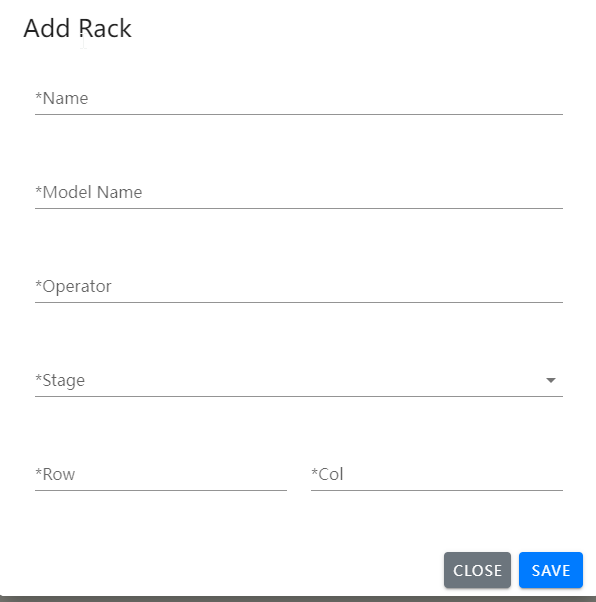 Add Rack
*Name
*Model Name
*Operator
*Stage
*Row *Col
CLOSE SAVE